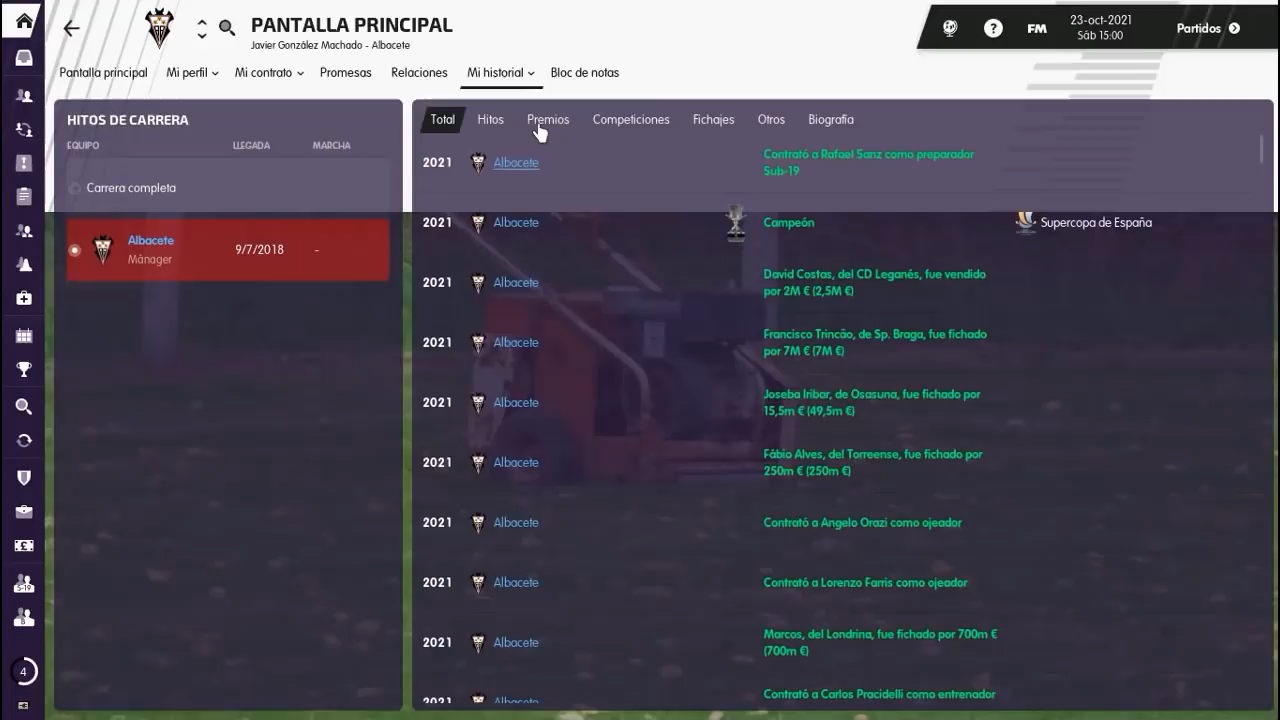 PANTALLA PRINCIPAL
Javier González Machado - Albacete
FM
23-oct-2021
Sáb 15:00
Partidos
Pantalla principal
Mi perfil
Mi contrato
Promesas
Relaciones
Mi historial
Bloc de notas
HITOS DE CARRERA
EQUIPO
LLEGADA
MARCHA
Carrera completa
Albacete
Mánager
9/7/2018
-
Total
Hitos
Premios
Competiciones
Fichajes
Otros
Biografía
2021 Albacete Contrató a Rafael Sanz como preparador
Sub-19
2021 Albacete Campeón Supercopa de España
2021 Albacete David Costas, del CD Leganés, fue vendido
por 2M € (2,5M €)
2021 Albacete Francisco Trincão, de Sp. Braga, fue fichado
por 7M € (7M €)
2021 Albacete Joseba Iribar, de Osasuna, fue fichado por
15,5m € (49,5m €)
2021 Albacete Fábio Alves, del Torreense, fue fichado por
250m € (250m €)
2021 Albacete Contrató a Angelo Orazi como ojeador
2021 Albacete Contrató a Lorenzo Farris como ojeador
2021 Albacete Marcos, del Londrina, fue fichado por 700m €
(700m €)
2021 Albacete Contrató a Carlos Pracidelli como entrenador
S-19
B
4